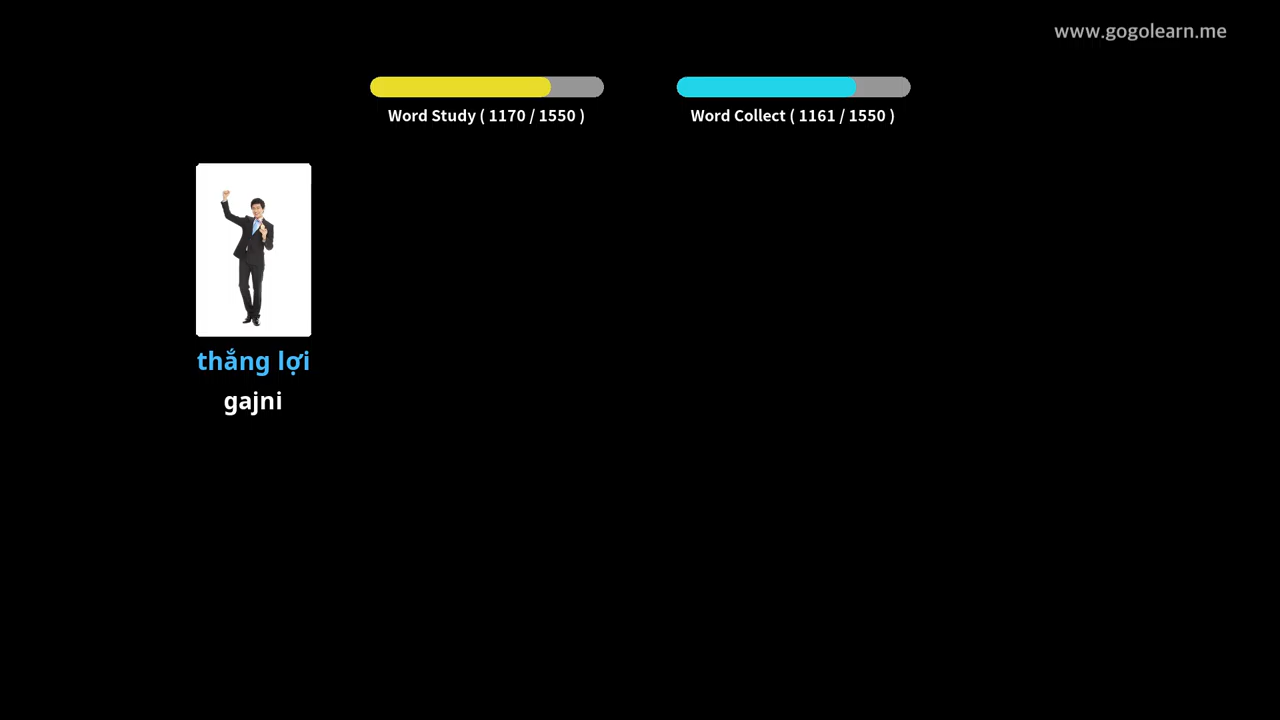 www.gogolearn.me
Word Study ( 1170 / 1550 )
Word Collect ( 1161 / 1550 )
thắng lợi
gajni